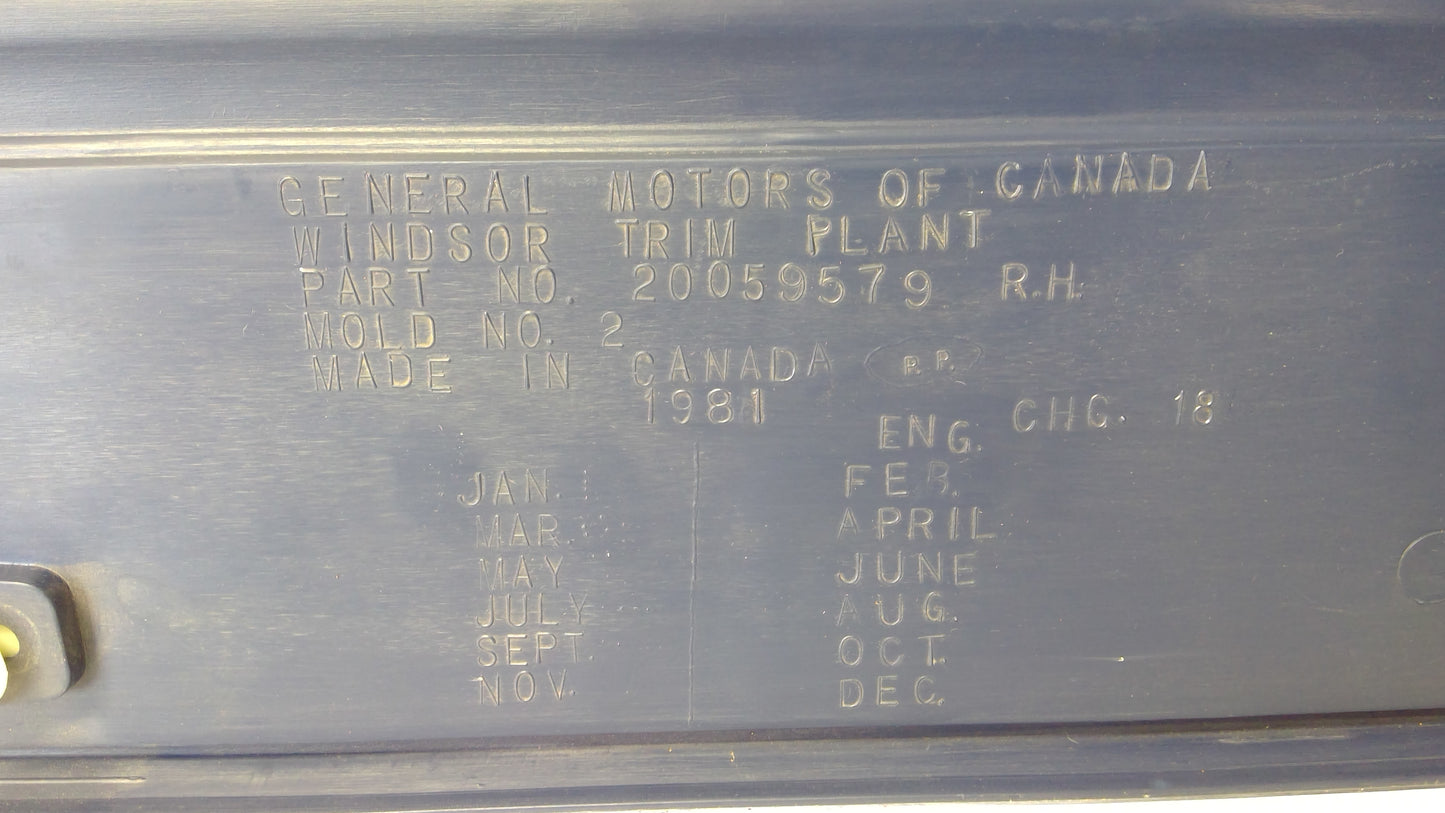 GENERAL MOTORS OF CANADA
WINDSOR TRIM PLANT
PART NO. 20059579 R.H.
MOLD NO. 2
MADE IN CANADA P.P.
1981
ENG. CHG. 18
JAN. FEB.
MAR. APRIL
MAY JUNE
JULY AUG.
SEPT. OCT.
NOV. DEC.